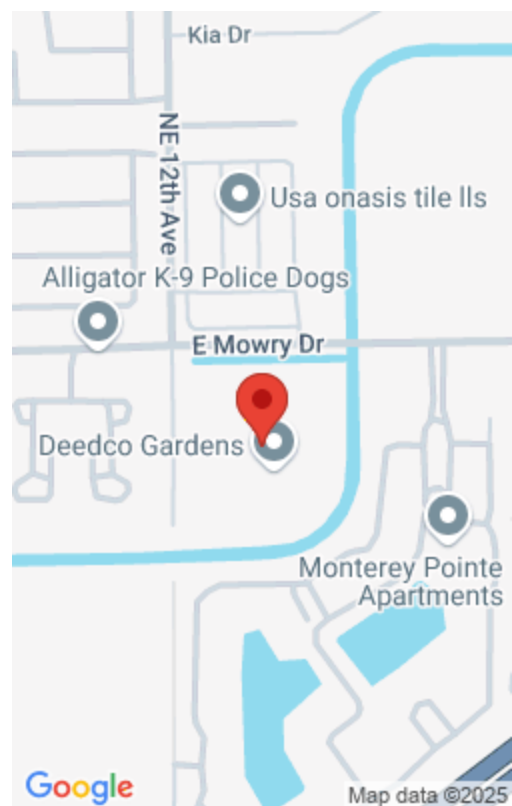 Kia Dr
NE 12th Ave
Usa onasis tile lls
Alligator K-9 Police Dogs
E Mowry Dr
Deedco Gardens
Monterey Pointe
Apartments
Google
Map data ©2025